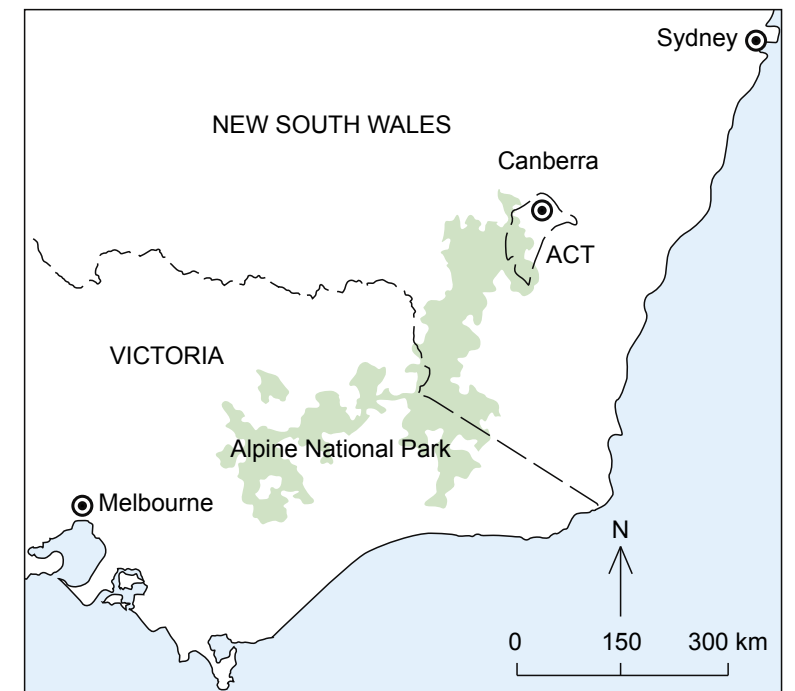 Sydney
NEW SOUTH WALES
Canberra
ACT
VICTORIA
Alpine National Park
Melbourne
N
0 150 300 km